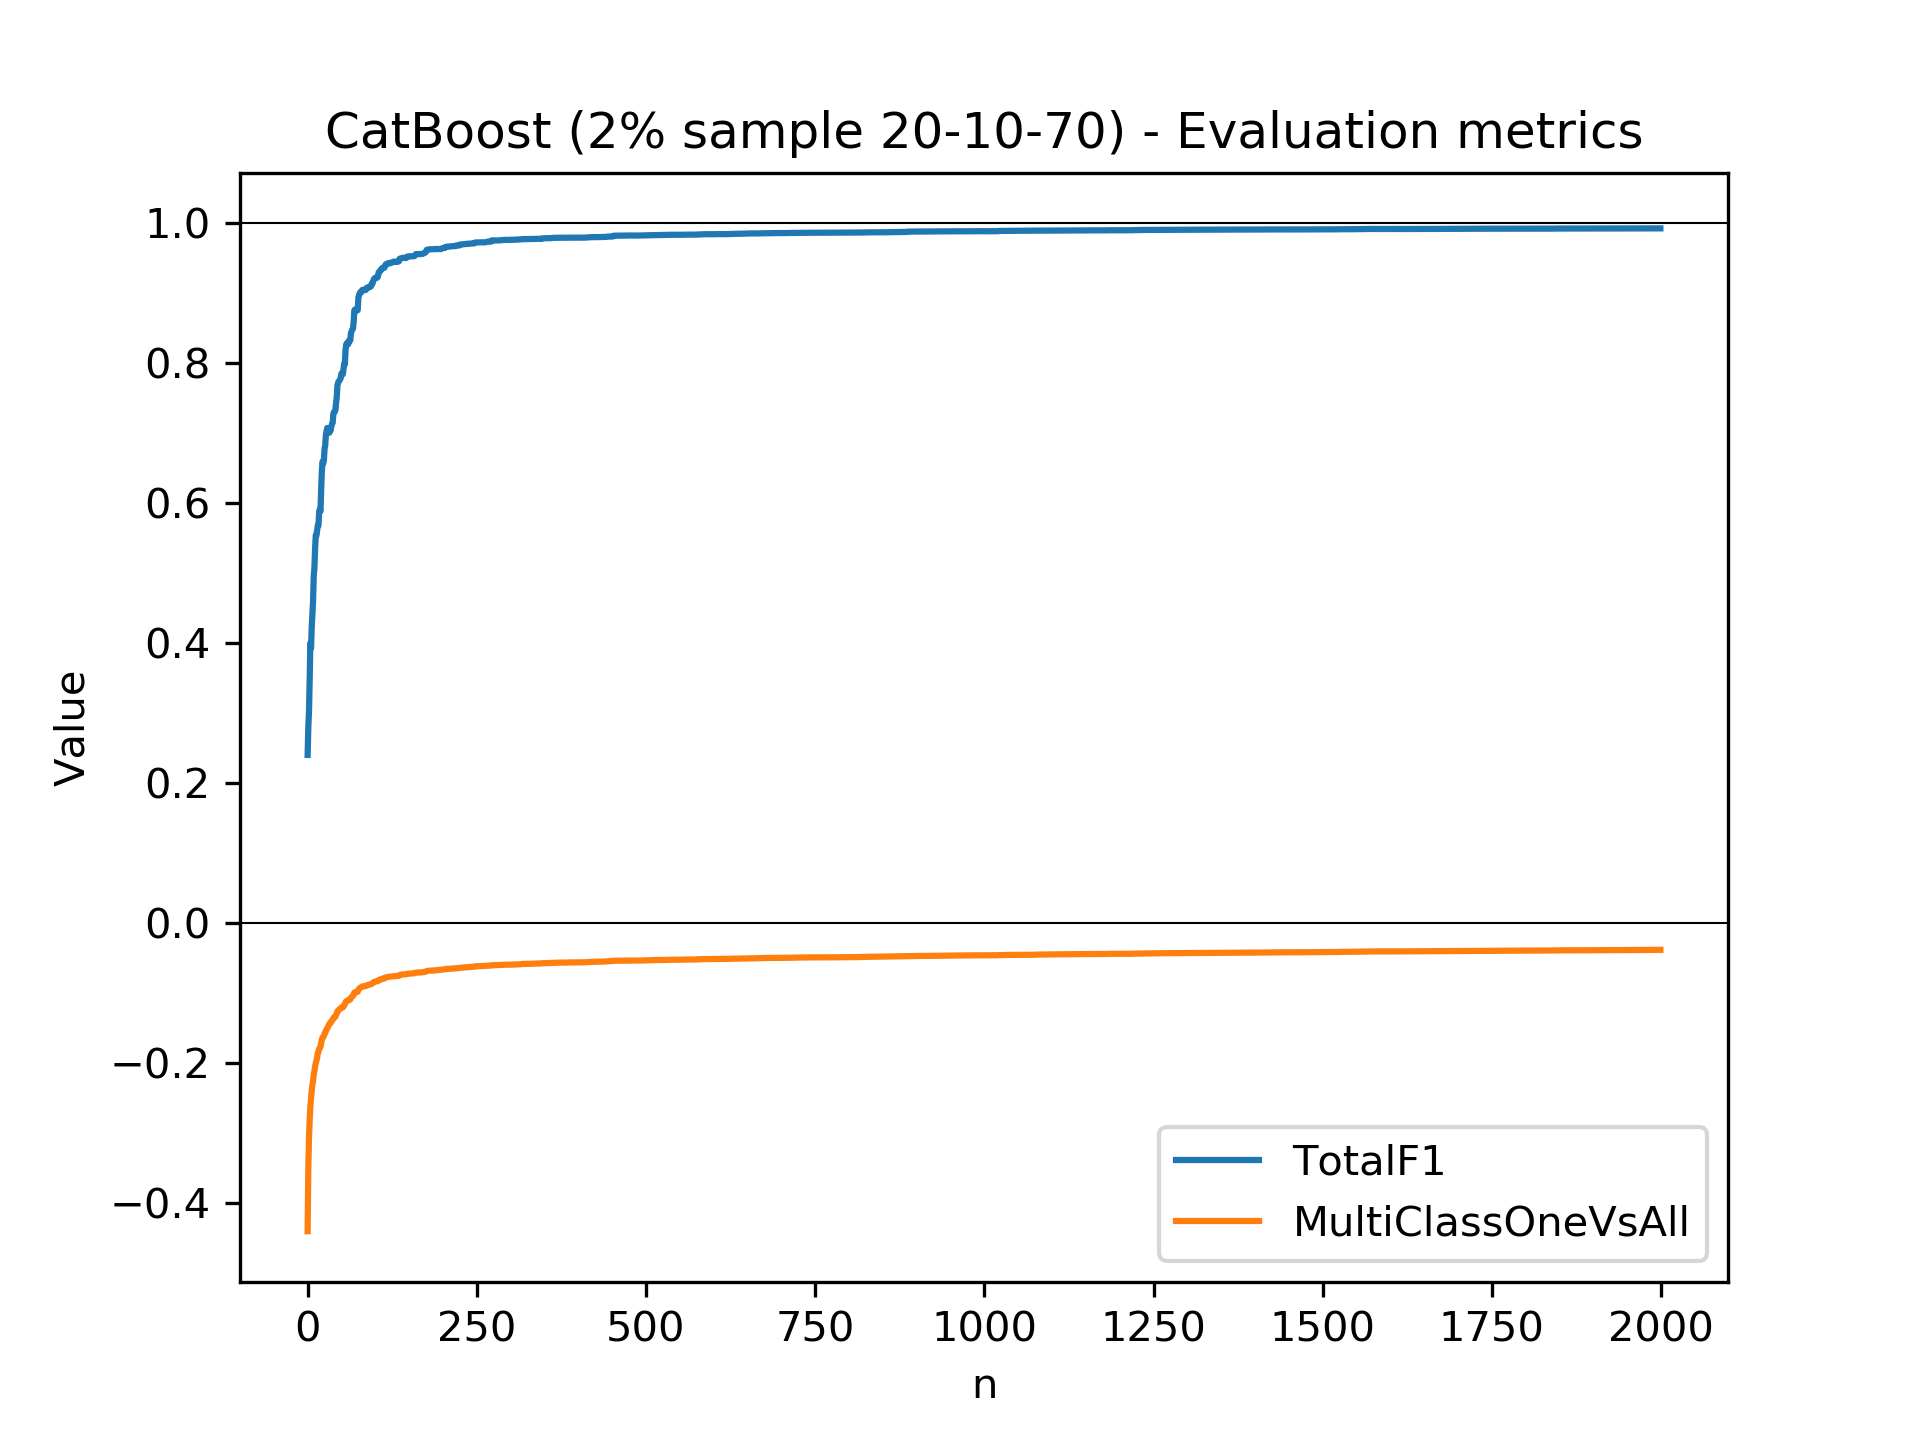 CatBoost (2% sample 20-10-70) - Evaluation metrics
1.0
0.8
0.6
0.4
0.2
0.0
−0.2
−0.4
Value
TotalF1
MultiClassOneVsAll
0 250 500 750 1000 1250 1500 1750 2000
n